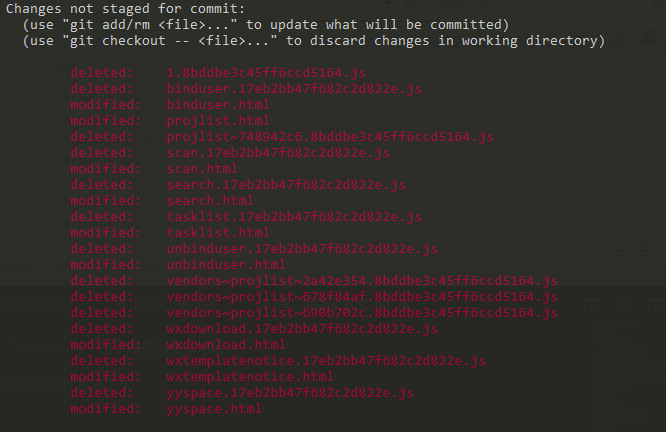 Changes not staged for commit:
(use "git add/rm <file>..." to update what will be committed)
(use "git checkout -- <file>..." to discard changes in working directory)
deleted: 1.8bddbe3c45ff6ccd5164.js
deleted: binduser.17eb2bb47f682c2d822e.js
modified: binduser.html
modified: projlist.html
deleted: projlist~748942c6.8bddbe3c45ff6ccd5164.js
deleted: scan.17eb2bb47f682c2d822e.js
modified: scan.html
deleted: search.17eb2bb47f682c2d822e.js
modified: search.html
deleted: tasklist.17eb2bb47f682c2d822e.js
modified: tasklist.html
deleted: unbinduser.17eb2bb47f682c2d822e.js
modified: unbinduser.html
deleted: vendors~projlist~2a42e354.8bddbe3c45ff6ccd5164.js
deleted: vendors~projlist~678f84af.8bddbe3c45ff6ccd5164.js
deleted: vendors~projlist~690b702c.8bddbe3c45ff6ccd5164.js
deleted: wxdownload.17eb2bb47f682c2d822e.js
modified: wxdownload.html
deleted: wxtemplatenotice.17eb2bb47f682c2d822e.js
modified: wxtemplatenotice.html
deleted: yyspace.17eb2bb47f682c2d822e.js
modified: yyspace.html